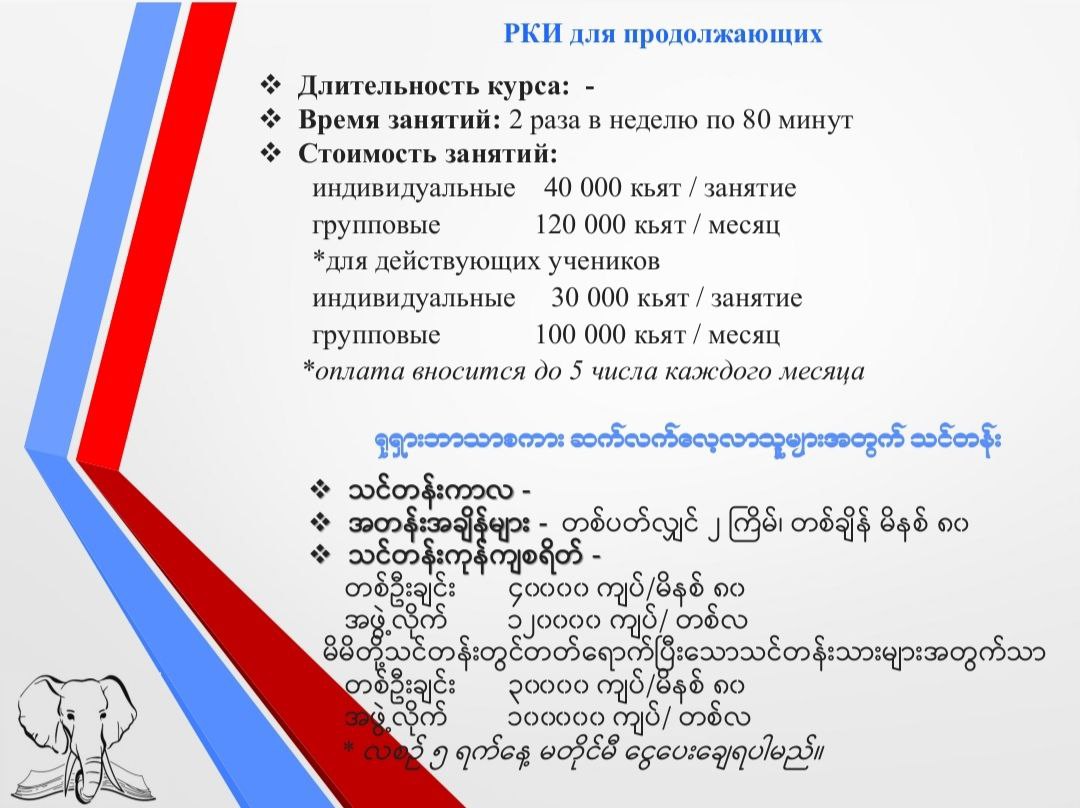 РКИ для продолжающих
❖ Длительность курса: -
❖ Время занятий: 2 раза в неделю по 80 минут
❖ Стоимость занятий:
индивидуальные 40 000 кьят / занятие
групповые 120 000 кьят / месяц
*для действующих учеников
индивидуальные 30 000 кьят / занятие
групповые 100 000 кьят / месяц
*оплата вносится до 5 числа каждого месяца
ရုရှားဘာသာစကား ဆက်လက်လေ့လာသူများအတွက် သင်တန်း
❖ သင်တန်းကာလ -
❖ အတန်းအချိန်များ - တစ်ပတ်လျှင် ၂ ကြိမ်၊ တစ်ချိန် မိနစ် ၈၀
❖ သင်တန်းကုန်ကျစရိတ် -
တစ်ဦးချင်း ၄၀၀၀၀ ကျပ်/မိနစ် ၈၀
အဖွဲ့လိုက် ၁၂၀၀၀၀ ကျပ်/ တစ်လ
မိမိတို့သင်တန်းတွင်တတ်ရောက်ပြီးသောသင်တန်းသားများအတွက်သာ
တစ်ဦးချင်း ၃၀၀၀၀ ကျပ်/မိနစ် ၈၀
အဖွဲ့လိုက် ၁၀၀၀၀၀ ကျပ်/ တစ်လ
* လစဉ် ၅ ရက်နေ့ မတိုင်မီ ငွေပေးချေရပါမည်။